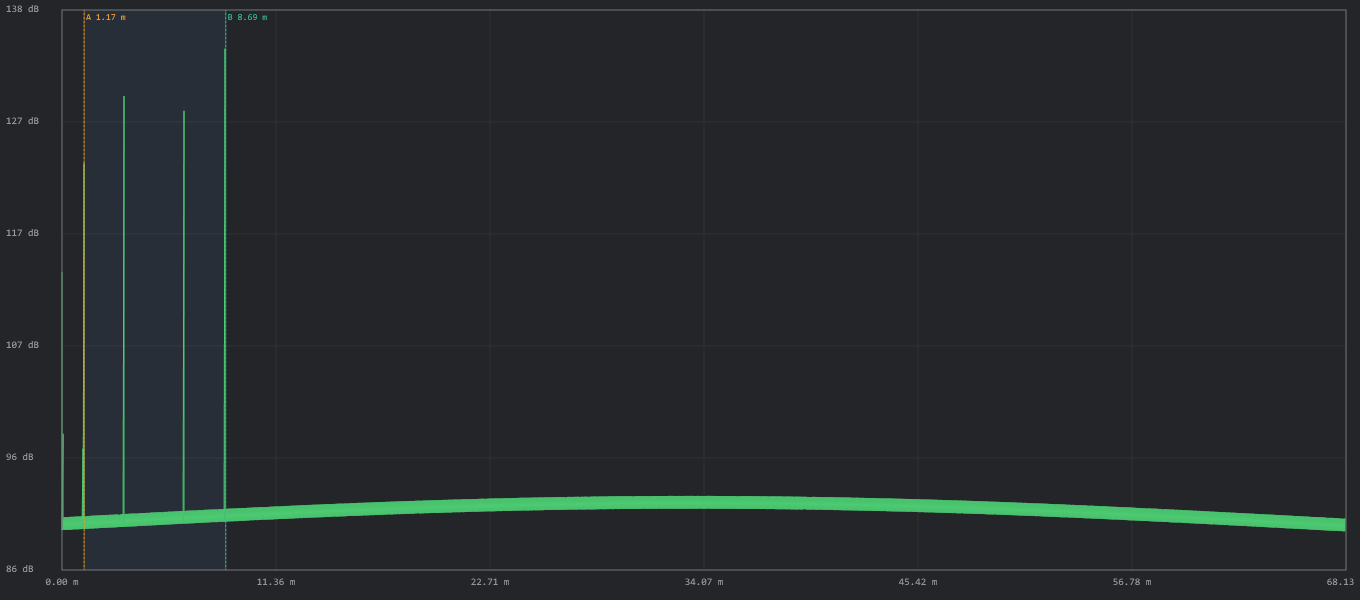 138 dB
A 1.17 m
B 8.69 m
127 dB
117 dB
107 dB
96 dB
86 dB
0.00 m
11.36 m
22.71 m
34.07 m
45.42 m
56.78 m
68.13